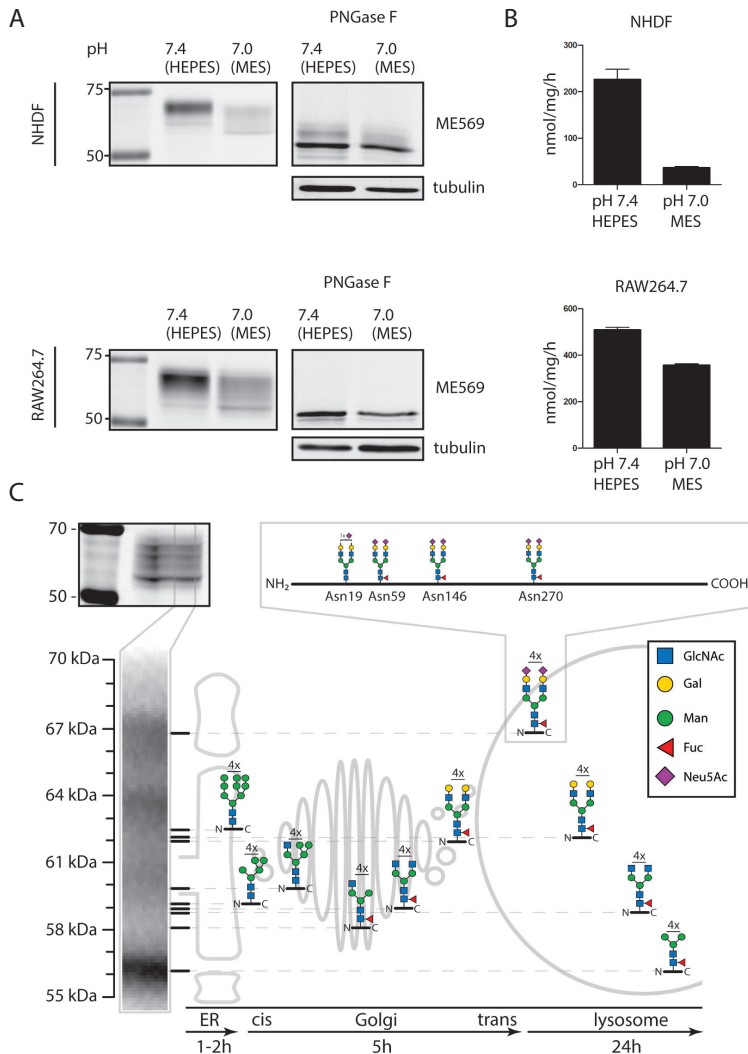 A
B
PNGase F
NHDF
pH
7.4
(HEPES)
7.0
(MES)
7.4
(HEPES)
7.0
(MES)
300
200
100
0
nmol/mg/h
75
50
NHDF
ME569
tubulin
pH 7.4
HEPES
pH 7.0
MES
PNGase F
RAW264.7
7.4
(HEPES)
7.0
(MES)
7.4
(HEPES)
7.0
(MES)
600
400
200
0
nmol/mg/h
75
50
RAW264.7
ME569
tubulin
pH 7.4
HEPES
pH 7.0
MES
C
70 -
50 -
1x
NH2
COOH
Asn19
Asn59
Asn146
Asn270
70 kDa
67 kDa
64 kDa
61 kDa
58 kDa
55 kDa
4x
N
C
4x
N
C
4x
N
C
4x
N
C
4x
N
C
4x
N
C
4x
N
C
4x
N
C
4x
N
C
4x
N
C
GlcNAc
Gal
Man
Fuc
Neu5Ac
ER
cis
Golgi
trans
lysosome
1-2h
5h
24h